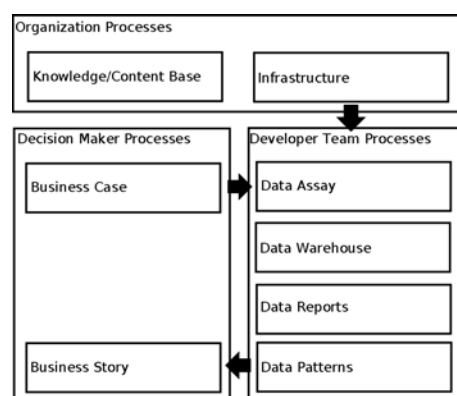 Organization Processes
Knowledge/Content Base
Infrastructure
Decision Maker Processes
Developer Team Processes
Business Case
Data Assay
Data Warehouse
Data Reports
Business Story
Data Patterns